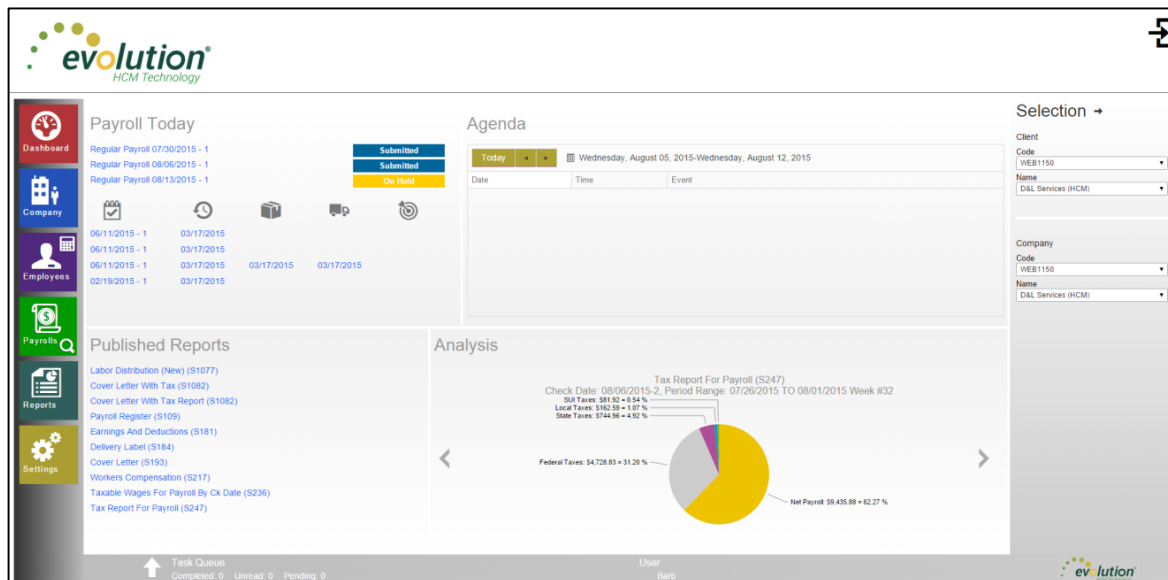 evolution®
HCM Technology
Dashboard
Company
Employees
Payrolls
Reports
Settings
Payroll Today
Regular Payroll 07/30/2015 - 1 Submitted
Regular Payroll 08/06/2015 - 1 Submitted
Regular Payroll 08/13/2015 - 1 On Hold
06/11/2015 - 1 03/17/2015
06/11/2015 - 1 03/17/2015
06/11/2015 - 1 03/17/2015 03/17/2015 03/17/2015
02/19/2015 - 1 03/17/2015
Agenda
Today Wednesday, August 05, 2015-Wednesday, August 12, 2015
Date Time Event
Selection
Client
Code
WEB1150
Name
D&L Services (HCM)
Company
Code
WEB1150
Name
D&L Services (HCM)
Published Reports
Labor Distribution (New) (S1077)
Cover Letter With Tax (S1082)
Cover Letter With Tax Report (S1082)
Payroll Register (S109)
Earnings And Deductions (S181)
Delivery Label (S184)
Cover Letter (S193)
Workers Compensation (S217)
Taxable Wages For Payroll By Ck Date (S236)
Tax Report For Payroll (S247)
Analysis
Tax Report For Payroll (S247)
Check Date: 08/06/2015-2, Period Range: 07/26/2015 TO 08/01/2015 Week #32
SUI Taxes: $81.92 = 0.54 %
Local Taxes: $162.59 = 1.07 %
State Taxes: $744.96 = 4.92 %
Federal Taxes: $4,728.83 = 31.20 %
Net Payroll: $9,435.88 = 62.27 %
Task Queue
Completed: 0 Unread: 0 Pending: 0
User
Barb
evolution